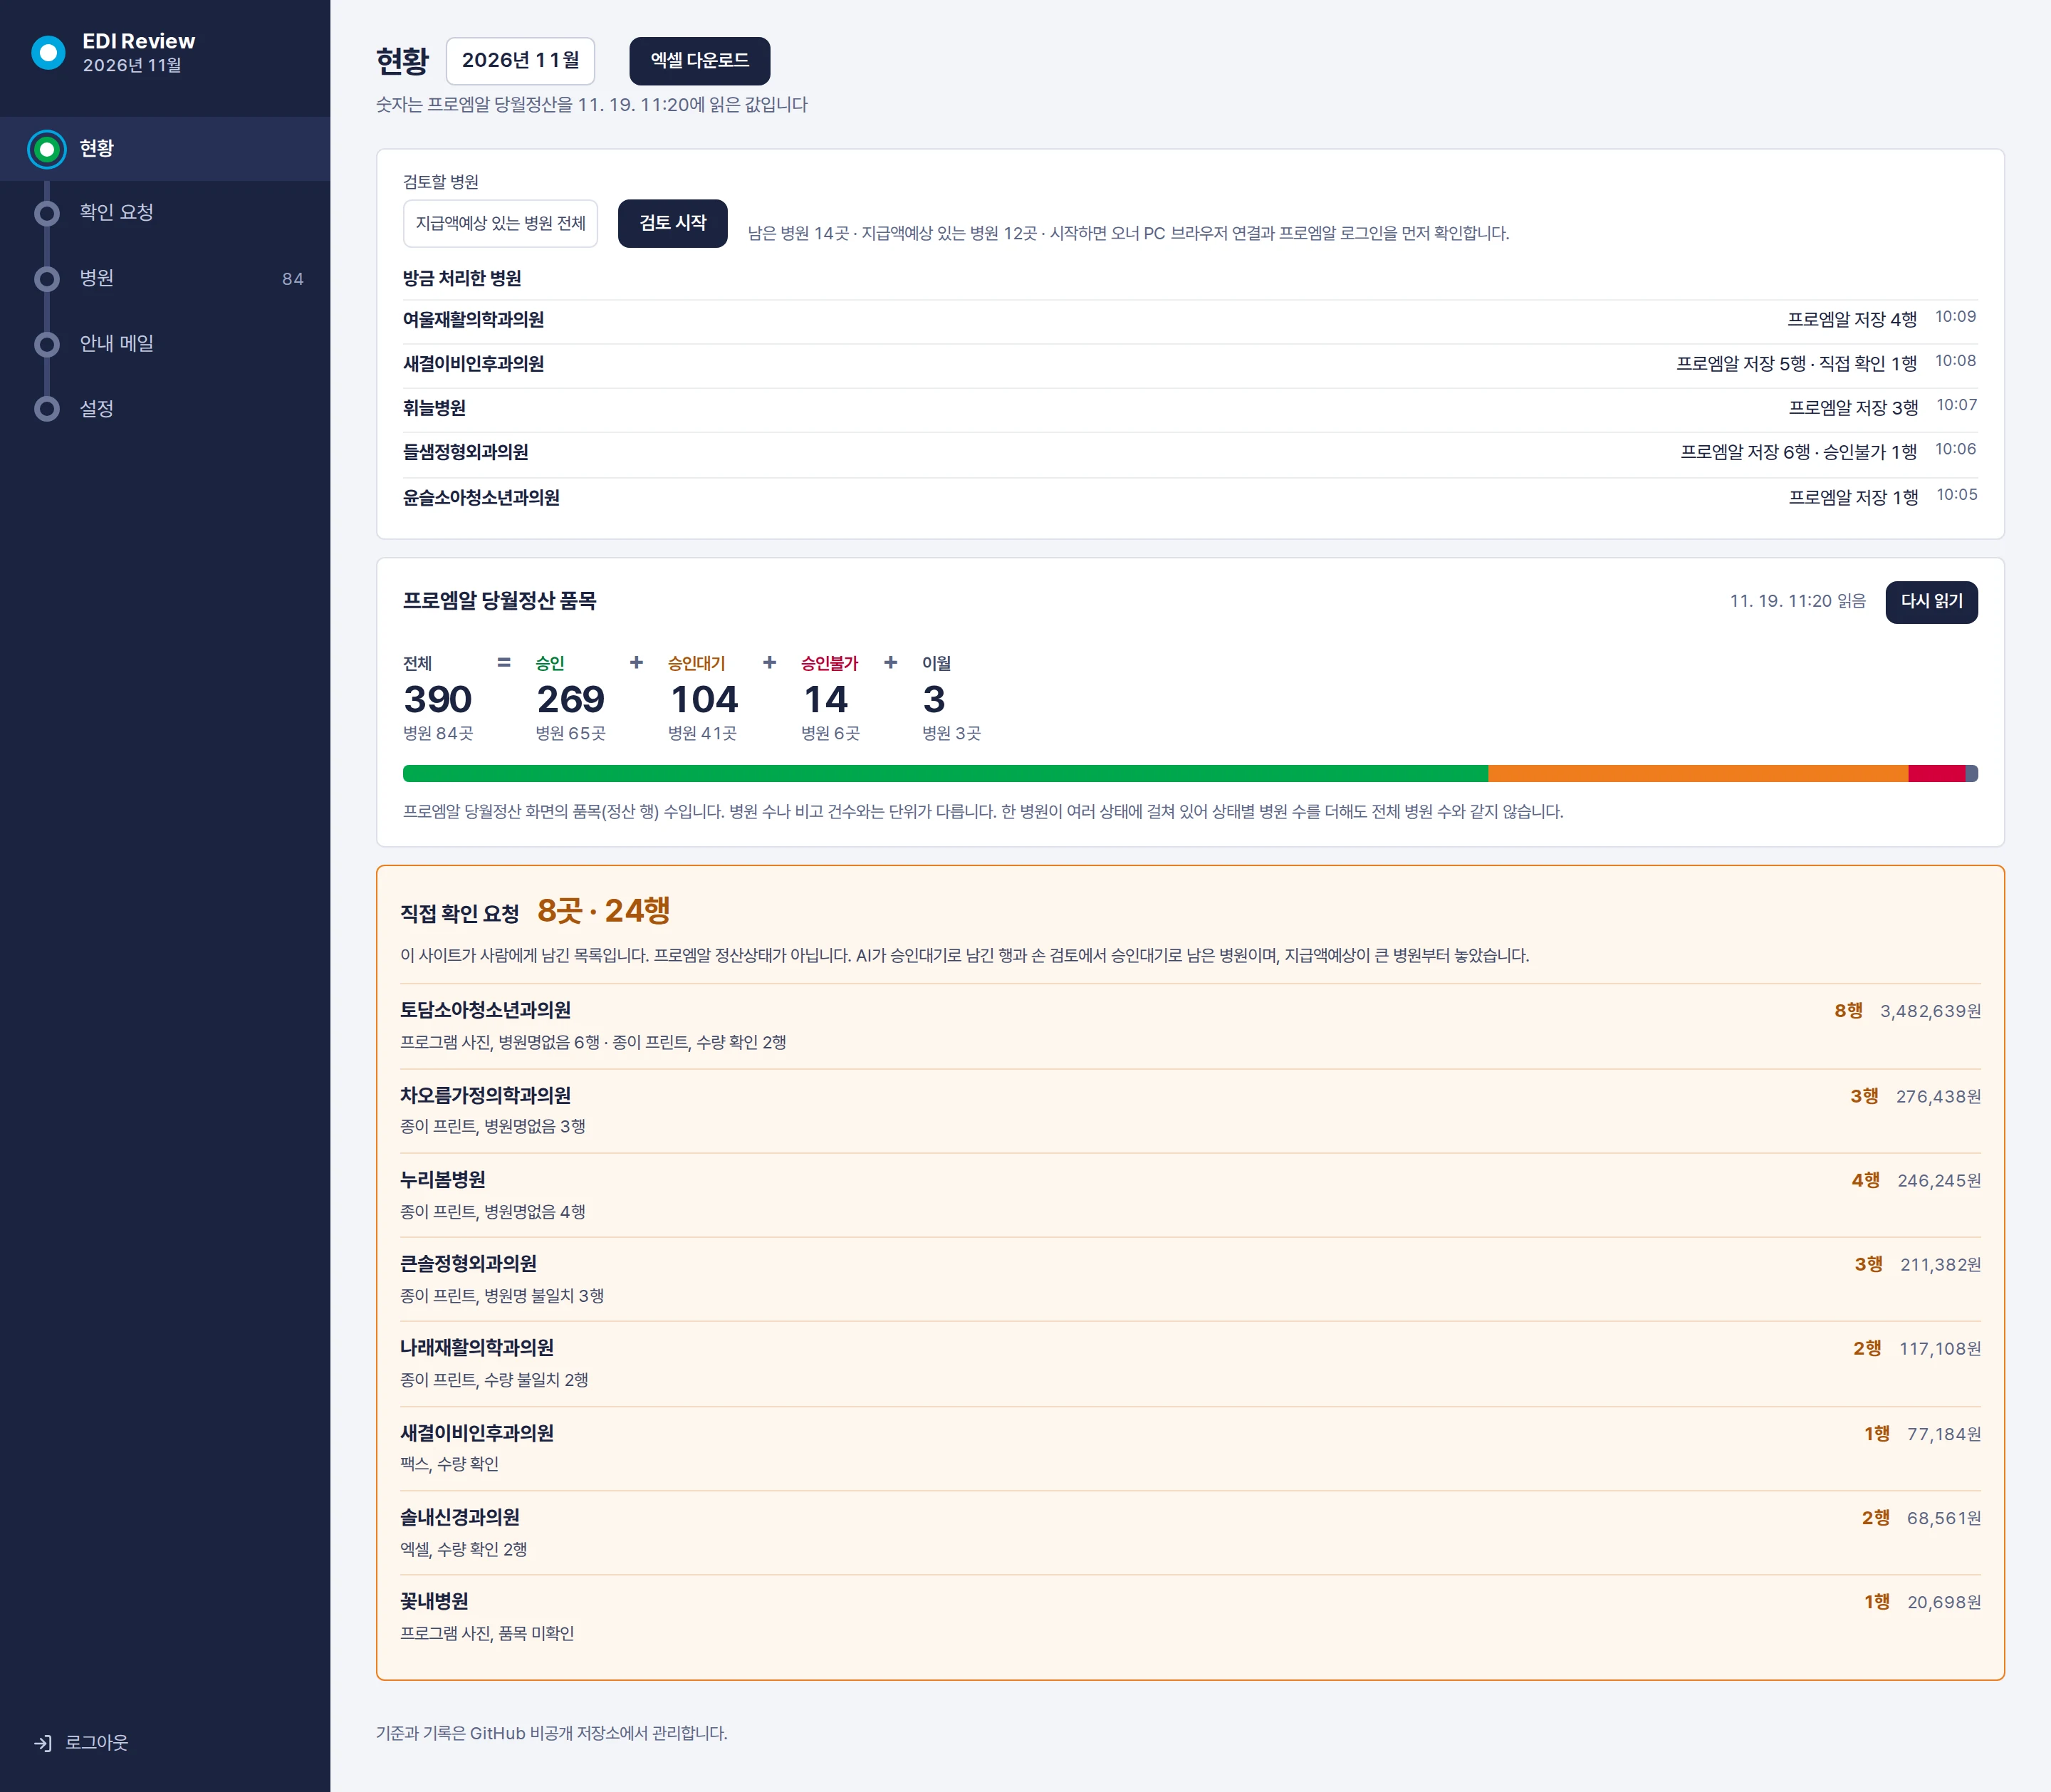 EDI Review
2026년 11월
현황
확인 요청
병원 84
안내 메일
설정
로그아웃
현황 2026년 11월 엑셀 다운로드
숫자는 프로엠알 당월정산을 11. 19. 11:20에 읽은 값입니다
검토할 병원
지급액예상 있는 병원 전체 검토 시작 남은 병원 14곳 · 지급액예상 있는 병원 12곳 · 시작하면 오너 PC 브라우저 연결과 프로엠알 로그인을 먼저 확인합니다.
방금 처리한 병원
여울재활의학과의원 프로엠알 저장 4행 10:09
새결이비인후과의원 프로엠알 저장 5행 · 직접 확인 1행 10:08
휘늘병원 프로엠알 저장 3행 10:07
들샘정형외과의원 프로엠알 저장 6행 · 승인불가 1행 10:06
윤슬소아청소년과의원 프로엠알 저장 1행 10:05
프로엠알 당월정산 품목 11. 19. 11:20 읽음 다시 읽기
전체 = 승인 + 승인대기 + 승인불가 + 이월
390 269 104 14 3
병원 84곳 병원 65곳 병원 41곳 병원 6곳 병원 3곳
프로엠알 당월정산 화면의 품목(정산 행) 수입니다. 병원 수나 비고 건수와는 단위가 다릅니다. 한 병원이 여러 상태에 걸쳐 있어 상태별 병원 수를 더해도 전체 병원 수와 같지 않습니다.
직접 확인 요청 8곳 · 24행
이 사이트가 사람에게 남긴 목록입니다. 프로엠알 정산상태가 아닙니다. AI가 승인대기로 남긴 행과 손 검토에서 승인대기로 남은 병원이며, 지급액예상이 큰 병원부터 놓았습니다.
토담소아청소년과의원 8행 3,482,639원
프로그램 사진, 병원명없음 6행 · 종이 프린트, 수량 확인 2행
차오름가정의학과의원 3행 276,438원
종이 프린트, 병원명없음 3행
누리봄병원 4행 246,245원
종이 프린트, 병원명없음 4행
큰솔정형외과의원 3행 211,382원
종이 프린트, 병원명 불일치 3행
나래재활의학과의원 2행 117,108원
종이 프린트, 수량 불일치 2행
새결이비인후과의원 1행 77,184원
팩스, 수량 확인
솔내신경과의원 2행 68,561원
엑셀, 수량 확인 2행
꽃내병원 1행 20,698원
프로그램 사진, 품목 미확인
기준과 기록은 GitHub 비공개 저장소에서 관리합니다.